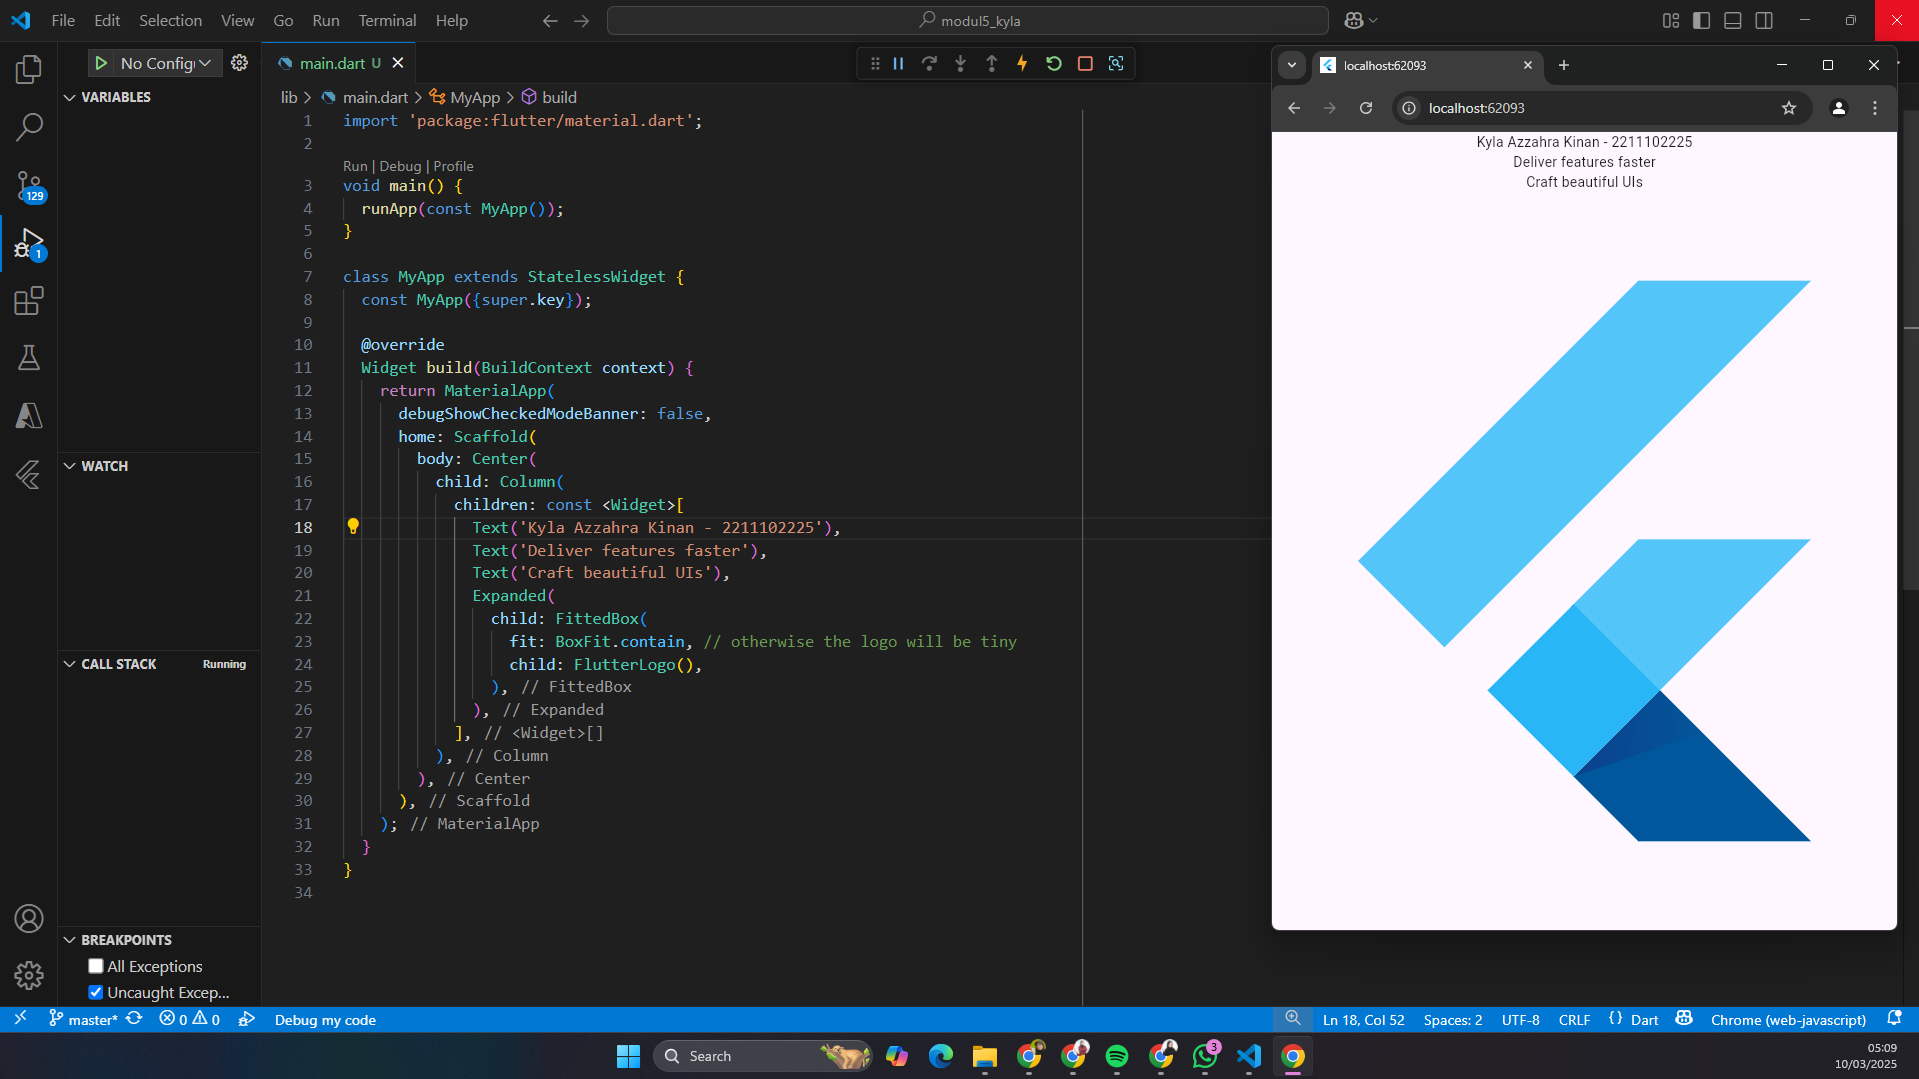 File Edit Selection View Go Run Terminal Help
modul5_kyla
No Config
main.dart U
VARIABLES
lib > main.dart > MyApp > build
1 import 'package:flutter/material.dart';
2
Run | Debug | Profile
3 void main() {
4 runApp(const MyApp());
5 }
6
7 class MyApp extends StatelessWidget {
8 const MyApp({super.key});
9
10 @override
11 Widget build(BuildContext context) {
12 return MaterialApp(
13 debugShowCheckedModeBanner: false,
14 home: Scaffold(
15 body: Center(
16 child: Column(
17 children: const <Widget>[
18 Text('Kyla Azzahra Kinan - 2211102225'),
19 Text('Deliver features faster'),
20 Text('Craft beautiful UIs'),
21 Expanded(
22 child: FittedBox(
23 fit: BoxFit.contain, // otherwise the logo will be tiny
24 child: FlutterLogo(),
25 ), // FittedBox
26 ), // Expanded
27 ], // <Widget>[]
28 ), // Column
29 ), // Center
30 ), // Scaffold
31 ); // MaterialApp
32 }
33 }
34
129
1
WATCH
CALL STACK Running
BREAKPOINTS
All Exceptions
Uncaught Excep...
localhost:62093
localhost:62093
Kyla Azzahra Kinan - 2211102225
Deliver features faster
Craft beautiful UIs
master* 0 0 Debug my code
Ln 18, Col 52 Spaces: 2 UTF-8 CRLF {} Dart Chrome (web-javascript)
Search
3
05:09
10/03/2025